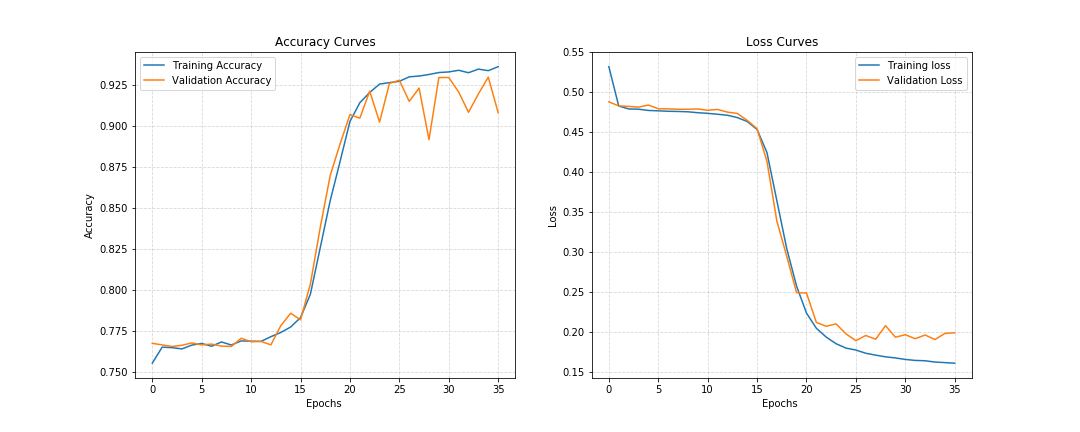 Accuracy Curves
Training Accuracy
Validation Accuracy
Accuracy
0.925
0.900
0.875
0.850
0.825
0.800
0.775
0.750
0 5 10 15 20 25 30 35
Epochs
Loss Curves
Training loss
Validation Loss
Loss
0.55
0.50
0.45
0.40
0.35
0.30
0.25
0.20
0.15
0 5 10 15 20 25 30 35
Epochs